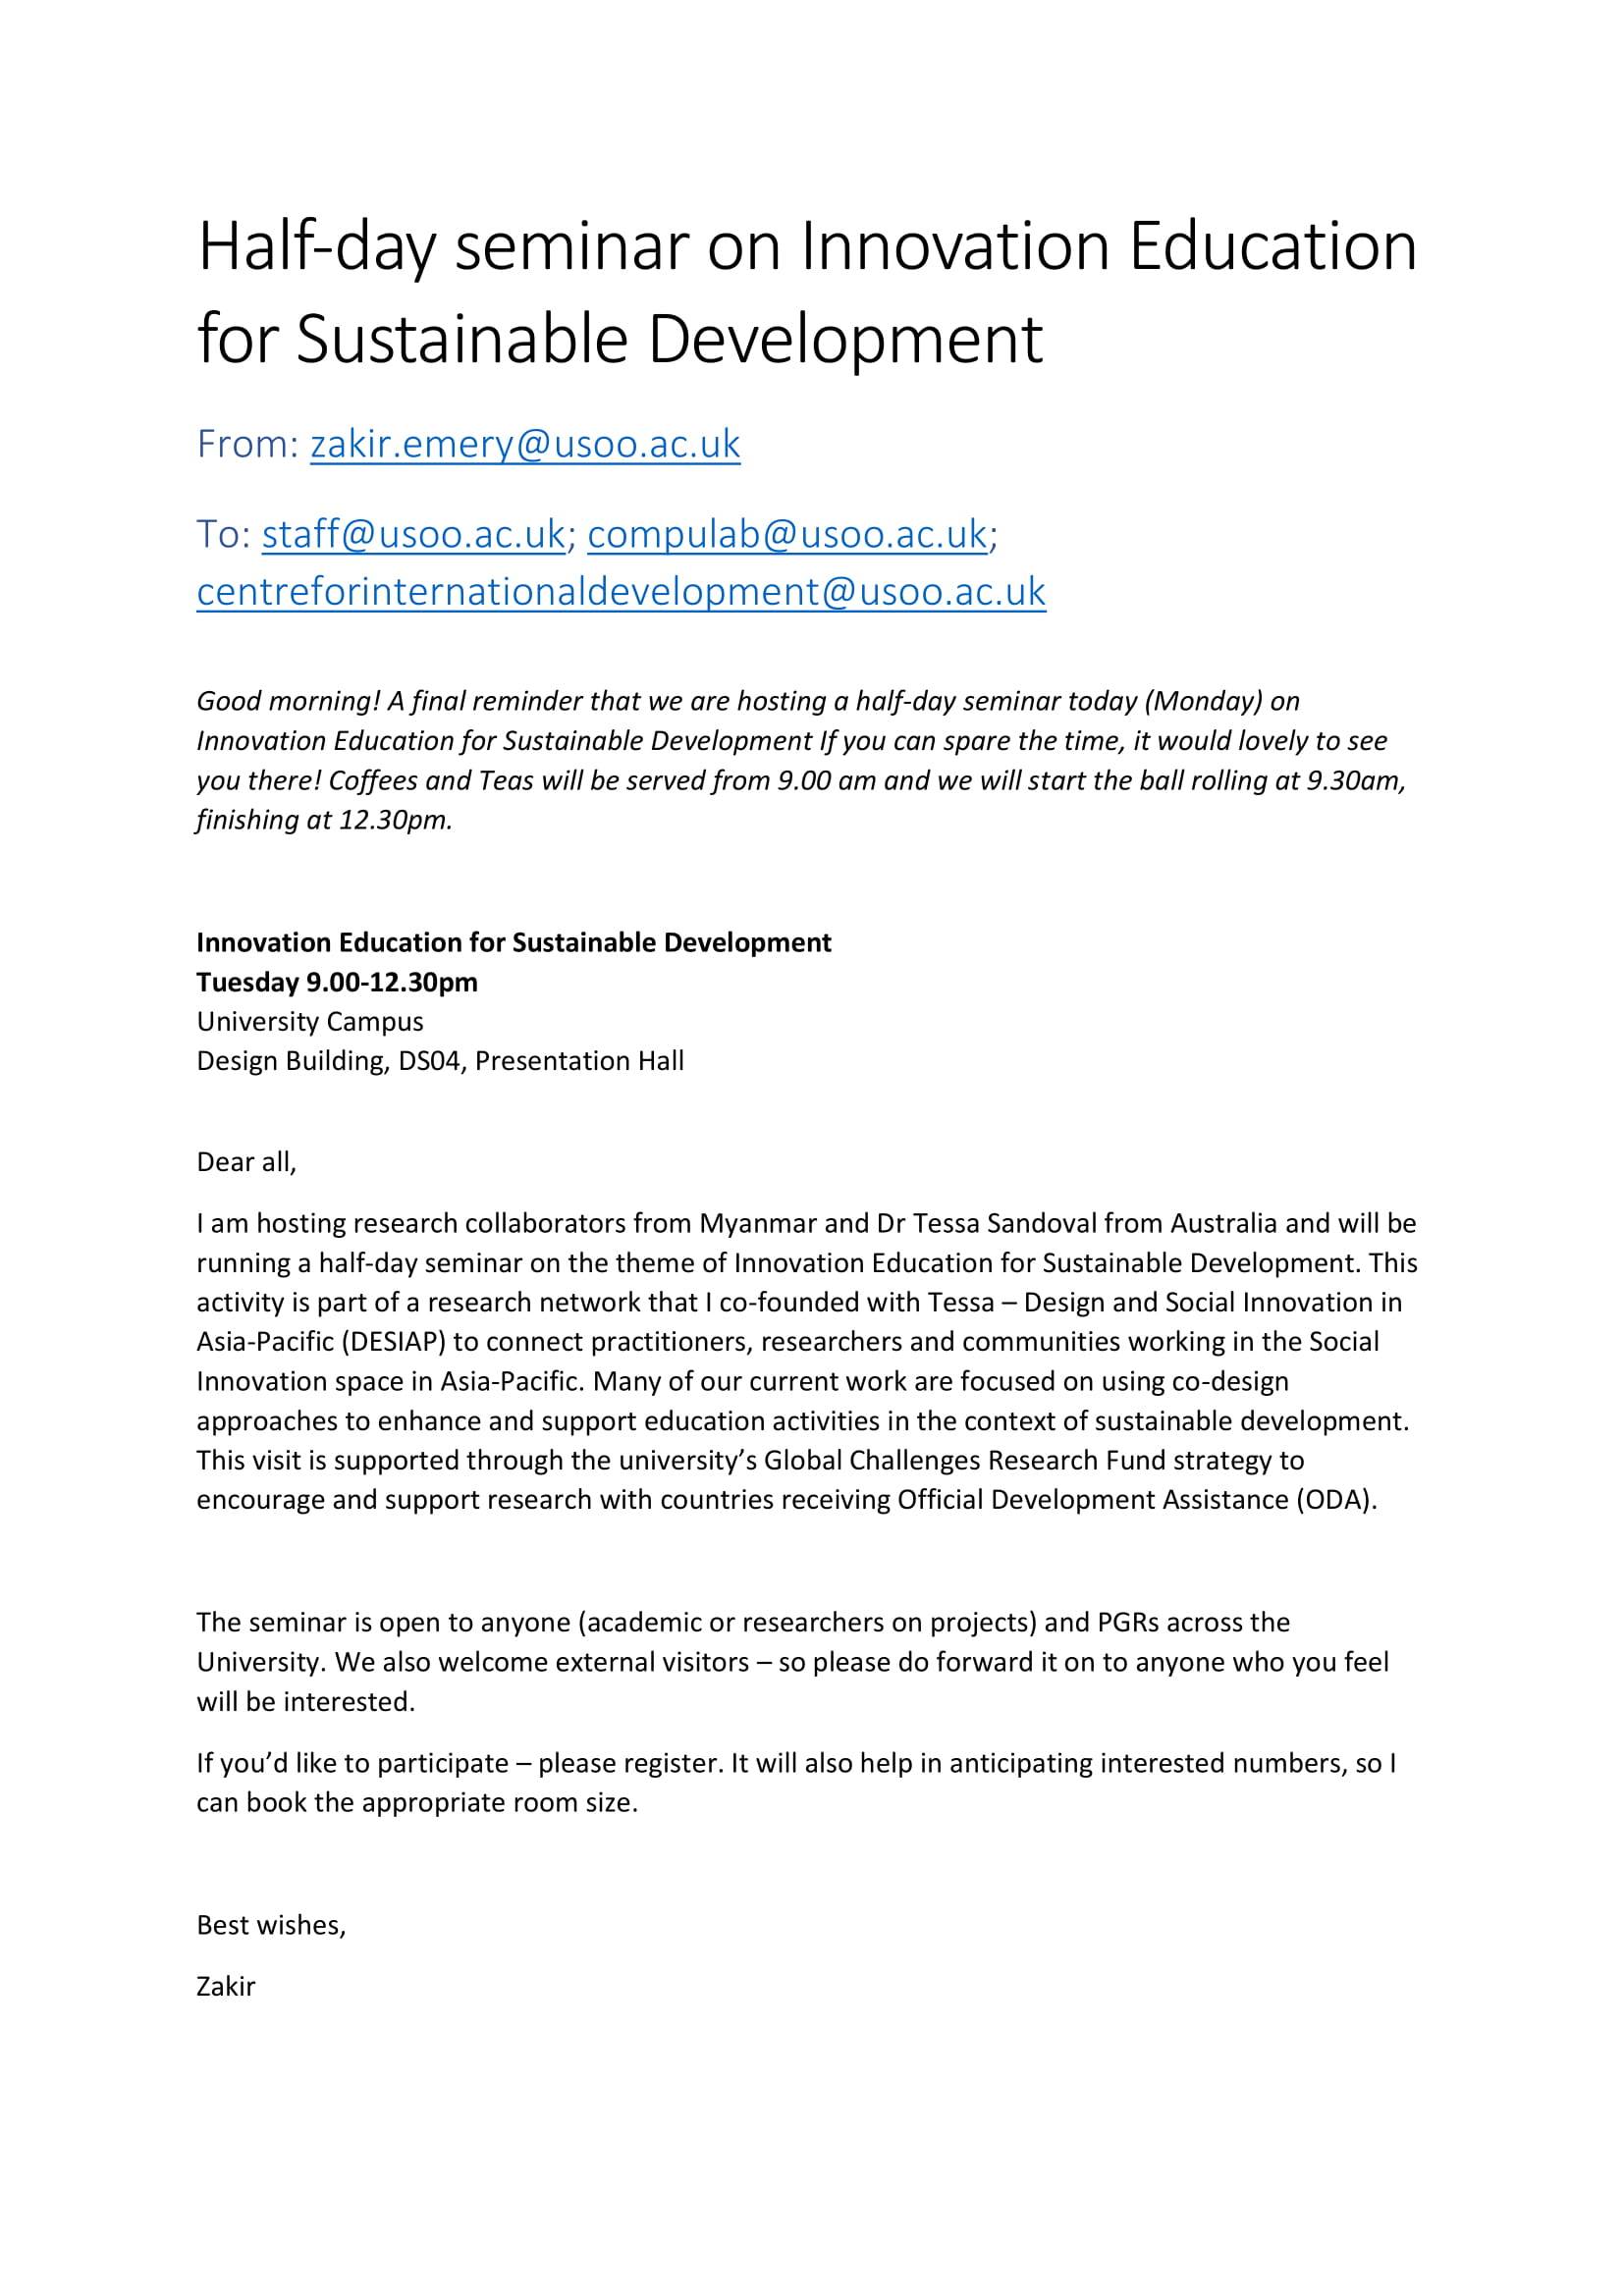 Half-day seminar on Innovation Education
for Sustainable Development
From: zakir.emery@usoo.ac.uk
To: staff@usoo.ac.uk; compulab@usoo.ac.uk;
centreforinternationaldevelopment@usoo.ac.uk
Good morning! A final reminder that we are hosting a half-day seminar today (Monday) on
Innovation Education for Sustainable Development If you can spare the time, it would lovely to see
you there! Coffees and Teas will be served from 9.00 am and we will start the ball rolling at 9.30am,
finishing at 12.30pm.
Innovation Education for Sustainable Development
Tuesday 9.00-12.30pm
University Campus
Design Building, DS04, Presentation Hall
Dear all,
I am hosting research collaborators from Myanmar and Dr Tessa Sandoval from Australia and will be
running a half-day seminar on the theme of Innovation Education for Sustainable Development. This
activity is part of a research network that I co-founded with Tessa – Design and Social Innovation in
Asia-Pacific (DESIAP) to connect practitioners, researchers and communities working in the Social
Innovation space in Asia-Pacific. Many of our current work are focused on using co-design
approaches to enhance and support education activities in the context of sustainable development.
This visit is supported through the university’s Global Challenges Research Fund strategy to
encourage and support research with countries receiving Official Development Assistance (ODA).
The seminar is open to anyone (academic or researchers on projects) and PGRs across the
University. We also welcome external visitors – so please do forward it on to anyone who you feel
will be interested.
If you’d like to participate – please register. It will also help in anticipating interested numbers, so I
can book the appropriate room size.
Best wishes,
Zakir